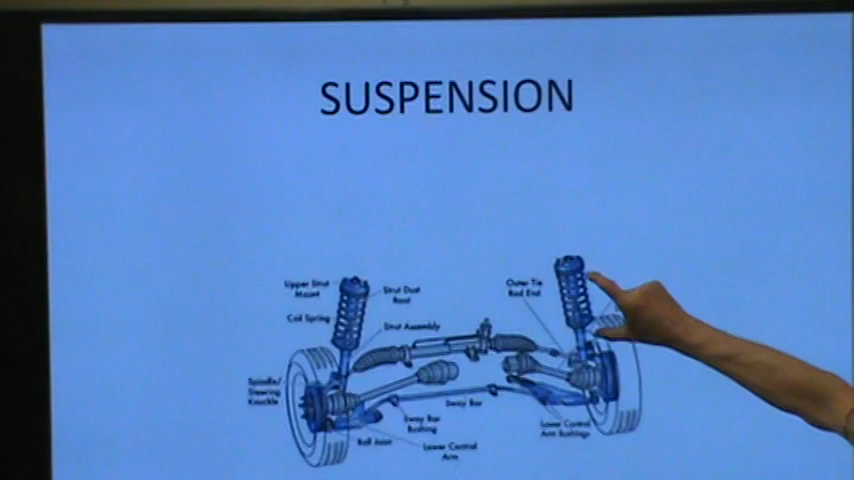 SUSPENSION
Upper Strut
Mount
Strut Dust
Boot
Coil Spring
Strut Assembly
Outer Tie
Rod End
Spindle/
Steering
Knuckle
Sway Bar
Sway Bar
Bushing
Ball Joint
Lower Control
Arm
Lower Control
Arm Bushings